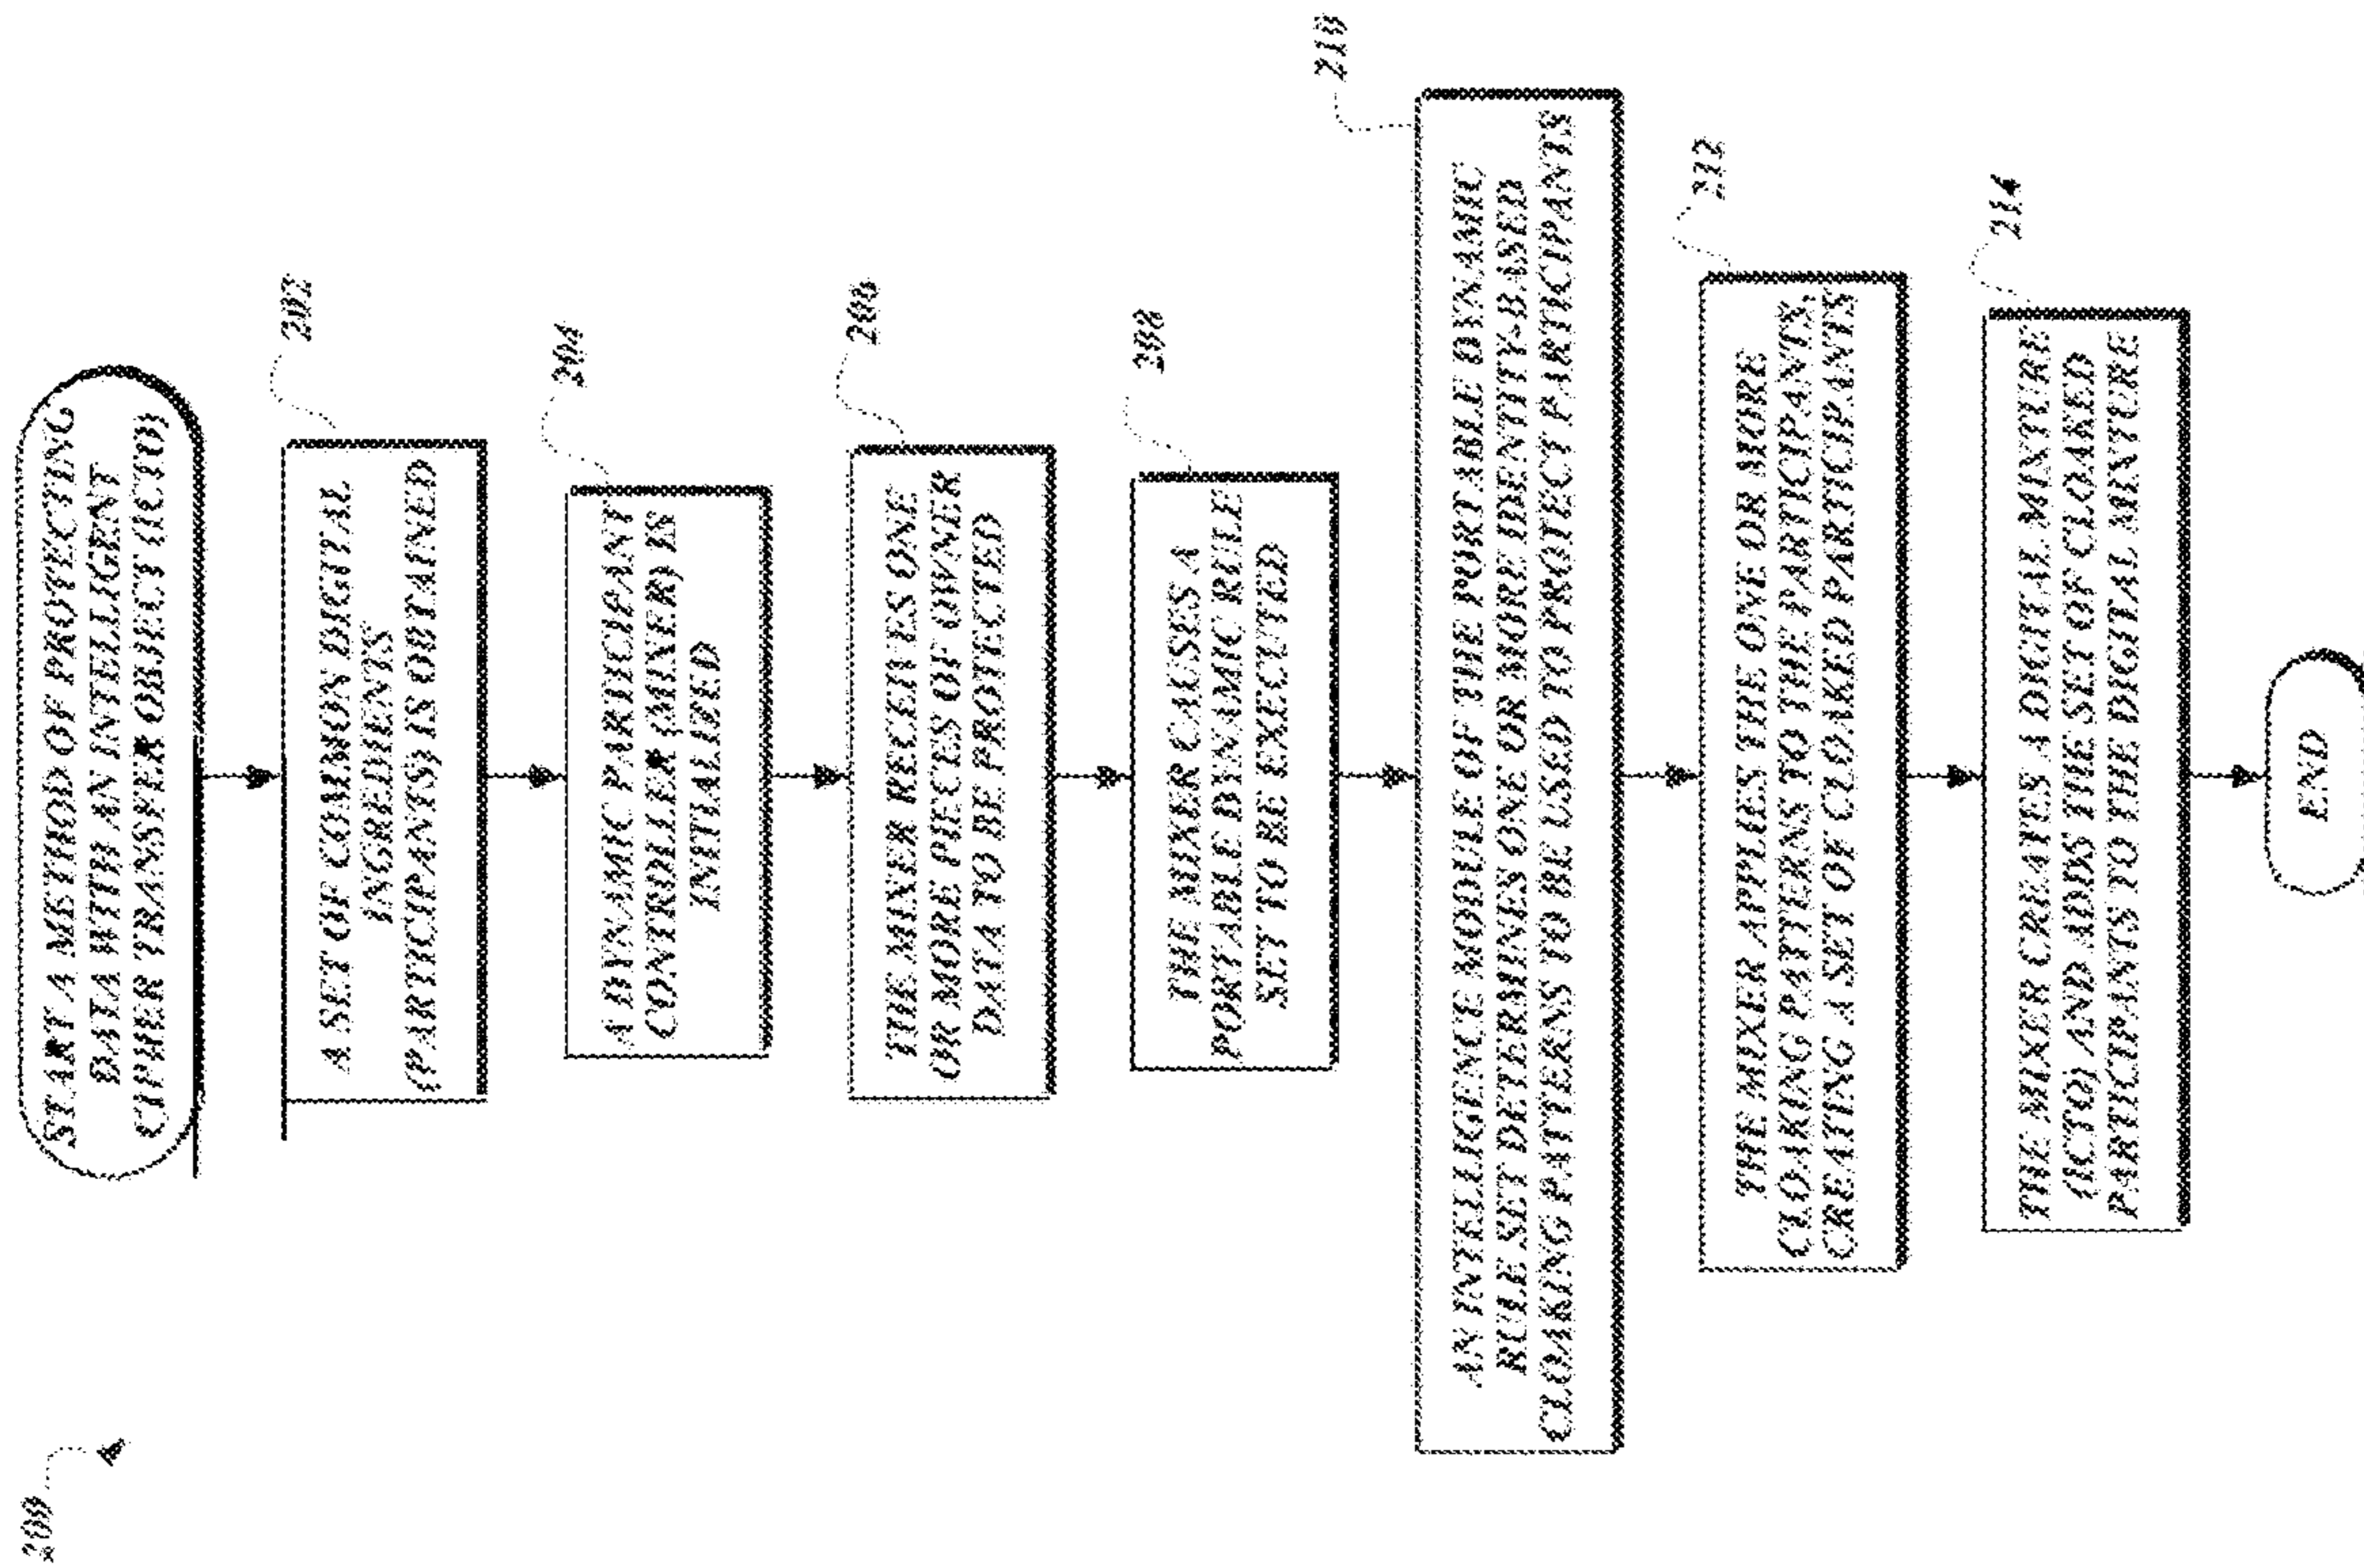 200
START A METHOD OF PROTECTING
DATA WITH AN INTELLIGENT
CIPHER TRANSFER OBJECT (ICTO)
202
A SET OF COMMON DIGITAL
INGREDIENTS
(PARTICIPANTS) IS OBTAINED
204
A DYNAMIC PARTICIPANT
CONTROLLER (MIXER) IS
INITIALIZED
206
THE MIXER RECEIVES ONE
OR MORE PIECES OF OWNER
DATA TO BE PROTECTED
208
THE MIXER CAUSES A
PORTABLE DYNAMIC RULE
SET TO BE EXECUTED
210
AN INTELLIGENCE MODULE OF THE PORTABLE DYNAMIC
RULE SET DETERMINES ONE OR MORE IDENTITY-BASED
CLOAKING PATTERNS TO BE USED TO PROTECT PARTICIPANTS
212
THE MIXER APPLIES THE ONE OR MORE
CLOAKING PATTERNS TO THE PARTICIPANTS,
CREATING A SET OF CLOAKED PARTICIPANTS
214
THE MIXER CREATES A DIGITAL MIXTURE
(ICTO) AND ADDS THE SET OF CLOAKED
PARTICIPANTS TO THE DIGITAL MIXTURE
END